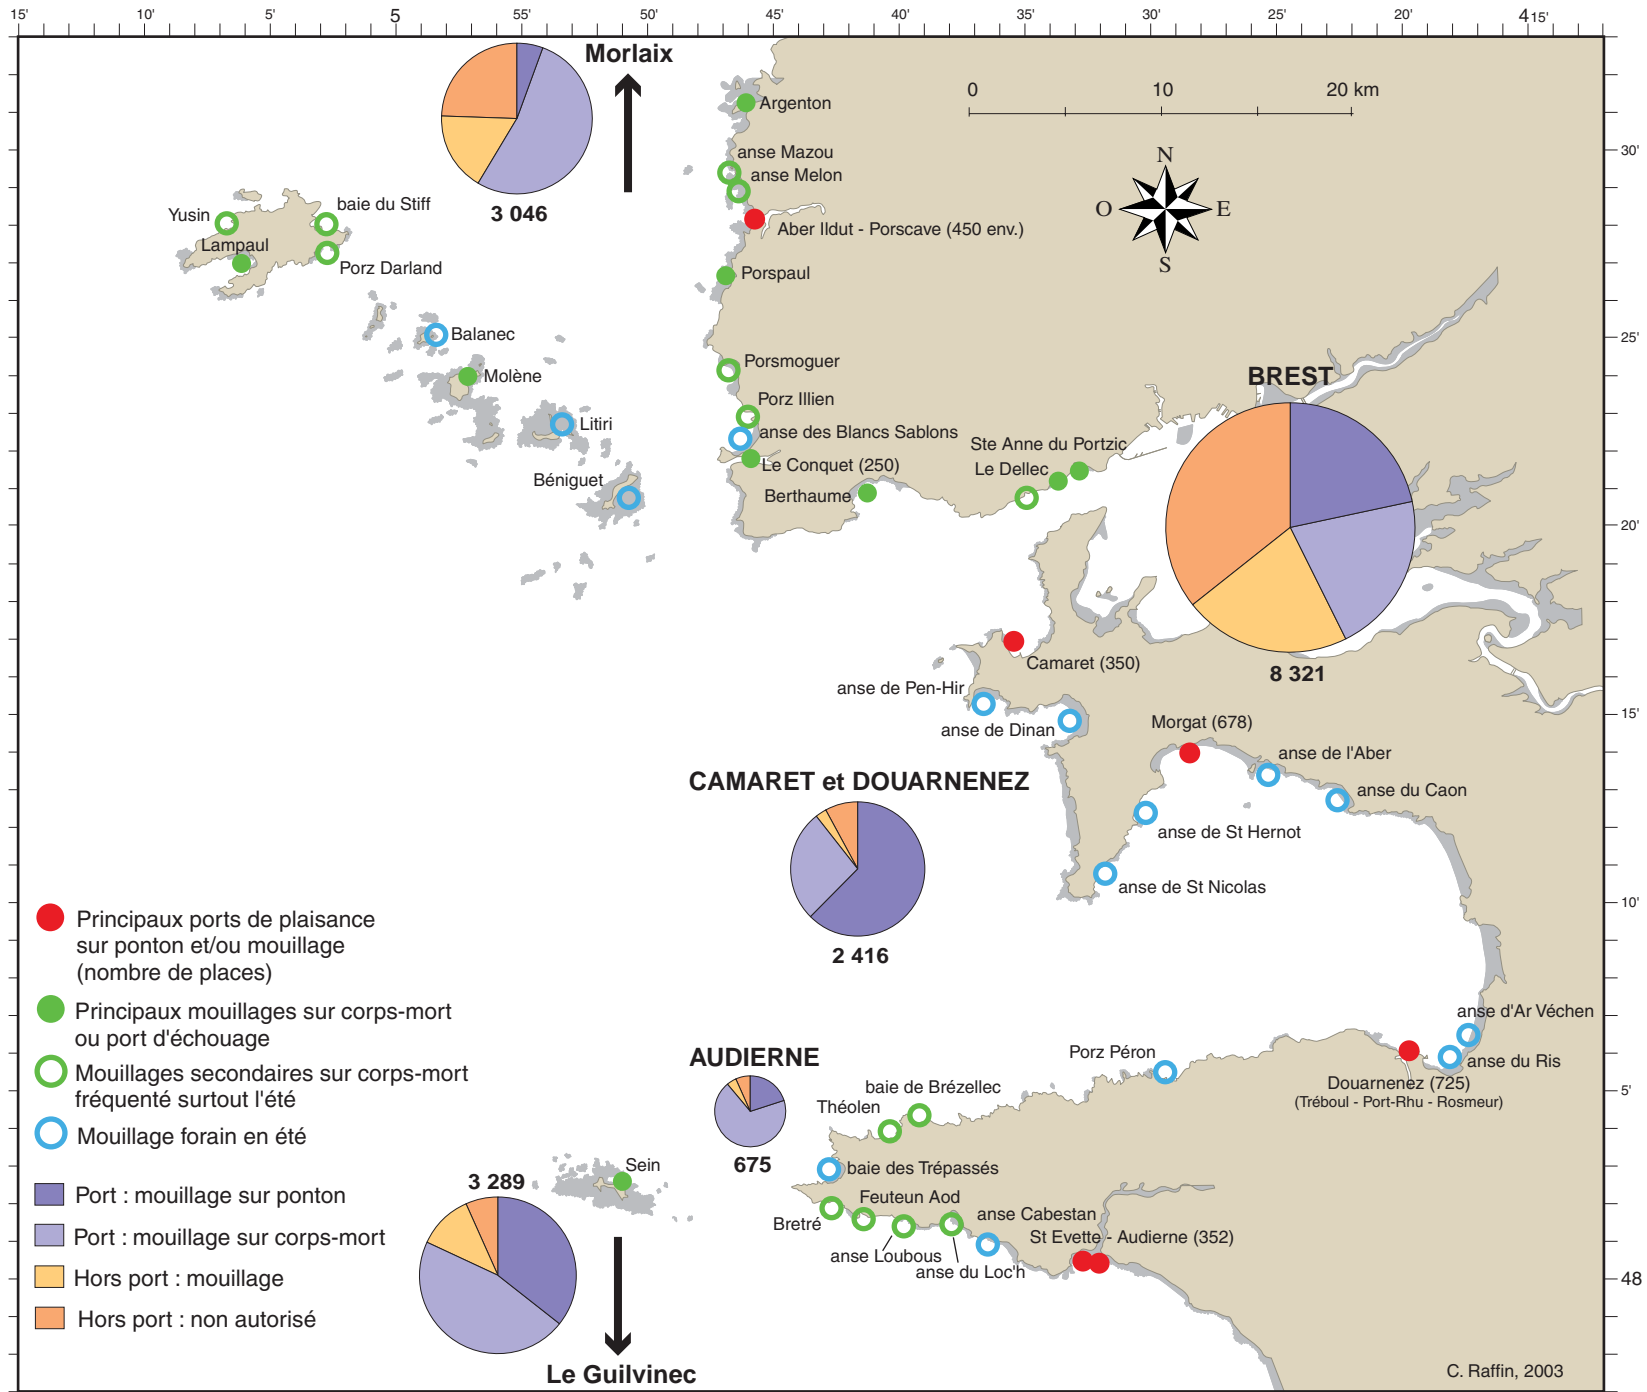 15'
10'
5'
5
55'
50'
45'
40'
35'
30'
25'
20'
4
15'
Morlaix
3 046
0
10
20 km
N
O
E
S
30'
25'
20'
15'
10'
5'
48
Argenton
anse Mazou
anse Melon
Aber Ildut - Porscave (450 env.)
Porspaul
Yusin
baie du Stiff
Lampaul
Porz Darland
Balanec
Molène
Litiri
Béniguet
Porsmoguer
Porz Illien
anse des Blancs Sablons
Le Conquet (250)
Berthaume
Ste Anne du Portzic
Le Dellec
BREST
8 321
Camaret (350)
anse de Pen-Hir
anse de Dinan
Morgat (678)
anse de l'Aber
anse du Caon
anse de St Hernot
anse de St Nicolas
CAMARET et DOUARNENEZ
2 416
anse d'Ar Véchen
anse du Ris
Douarnenez (725)
(Tréboul - Port-Rhu - Rosmeur)
Porz Péron
AUDIERNE
675
baie de Brézellec
Théolen
baie des Trépassés
Feuteun Aod
Bretré
anse Loubous
anse du Loc'h
anse Cabestan
St Evette - Audierne (352)
Sein
3 289
Le Guilvinec
Principaux ports de plaisance
sur ponton et/ou mouillage
(nombre de places)
Principaux mouillages sur corps-mort
ou port d'échouage
Mouillages secondaires sur corps-mort
fréquenté surtout l'été
Mouillage forain en été
Port : mouillage sur ponton
Port : mouillage sur corps-mort
Hors port : mouillage
Hors port : non autorisé
C. Raffin, 2003